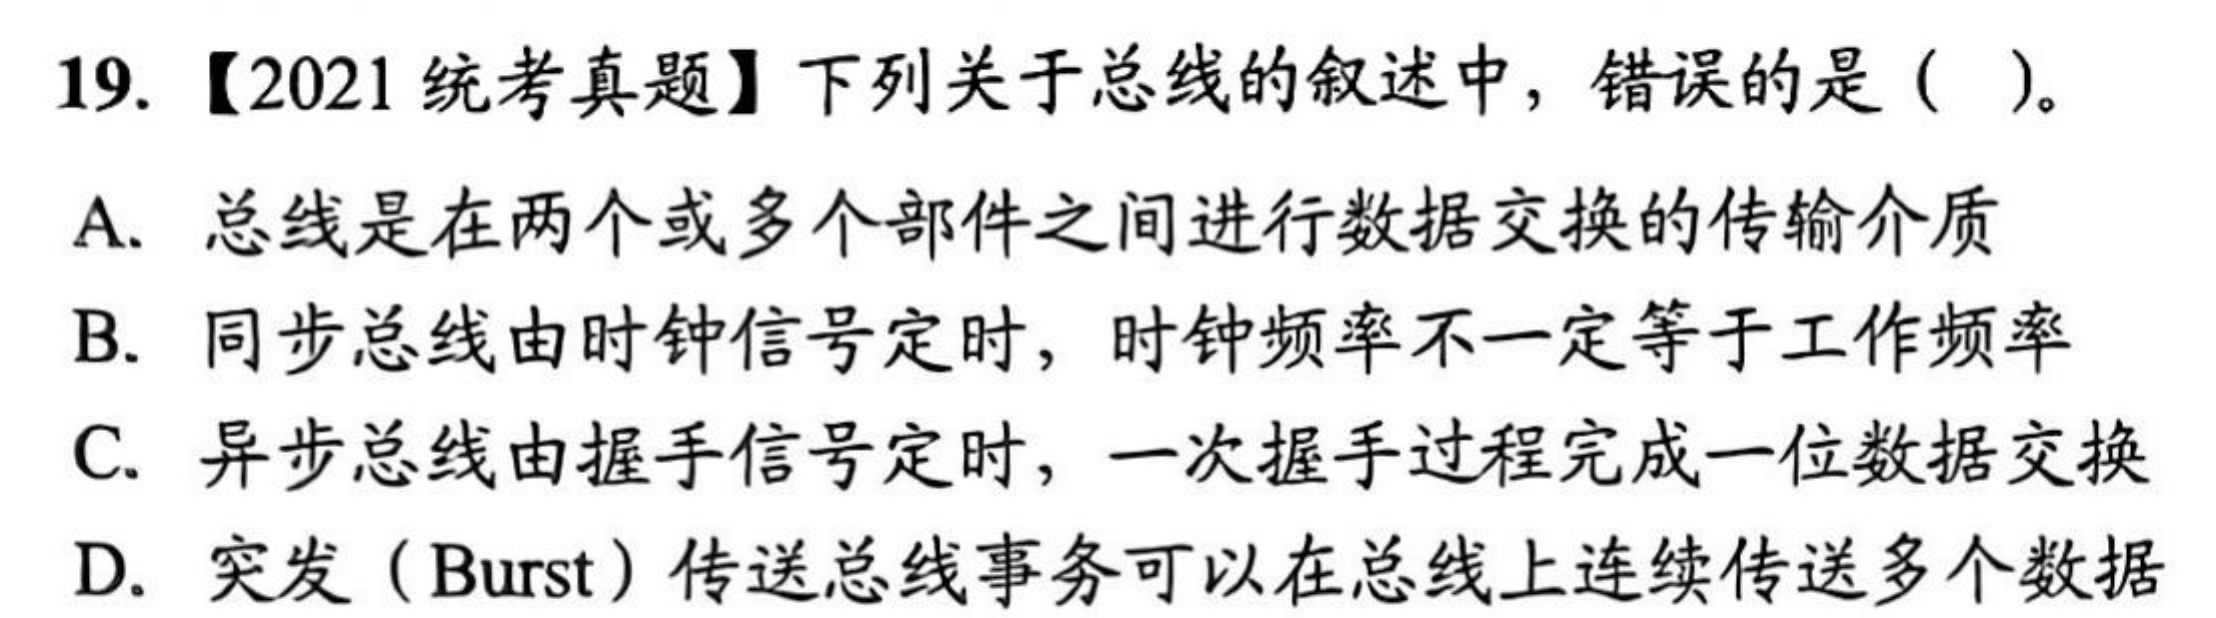 19. 【2021 统考真题】下列关于总线的叙述中，错误的是（ ）。
A. 总线是在两个或多个部件之间进行数据交换的传输介质
B. 同步总线由时钟信号定时，时钟频率不一定等于工作频率
C. 异步总线由握手信号定时，一次握手过程完成一位数据交换
D. 突发（Burst）传送总线事务可以在总线上连续传送多个数据